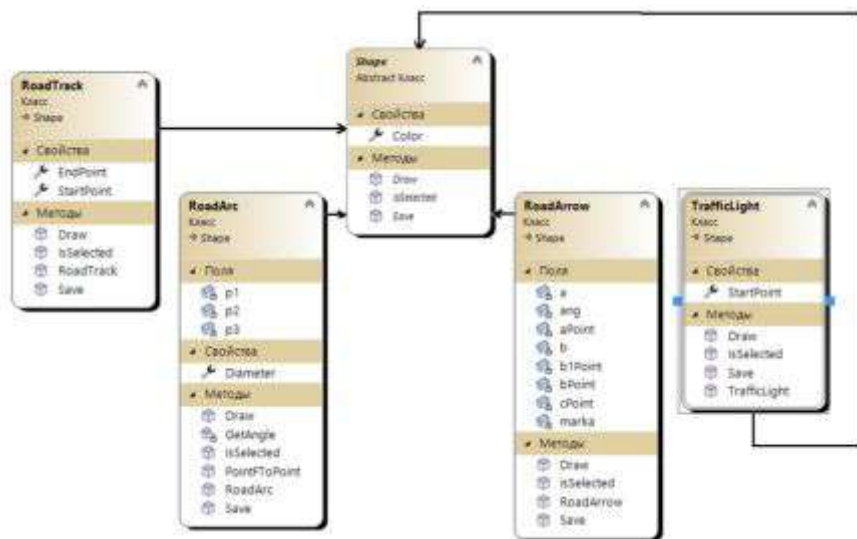 RoadTrack
Класс
→ Shape
Свойства
EndPoint
StartPoint
Методы
Draw
IsSelected
RoadTrack
Save
Shape
Abstract Класс
Свойства
Color
Методы
Draw
IsSelected
Save
RoadArc
Класс
→ Shape
Поля
p1
p2
p3
Свойства
Diameter
Методы
Draw
GetAngle
IsSelected
PointFToPoint
RoadArc
Save
RoadArrow
Класс
→ Shape
Поля
a
ang
aPoint
b
b1Point
bPoint
cPoint
marka
Методы
Draw
IsSelected
RoadArrow
Save
TrafficLight
Класс
→ Shape
Свойства
StartPoint
Методы
Draw
IsSelected
Save
TrafficLight